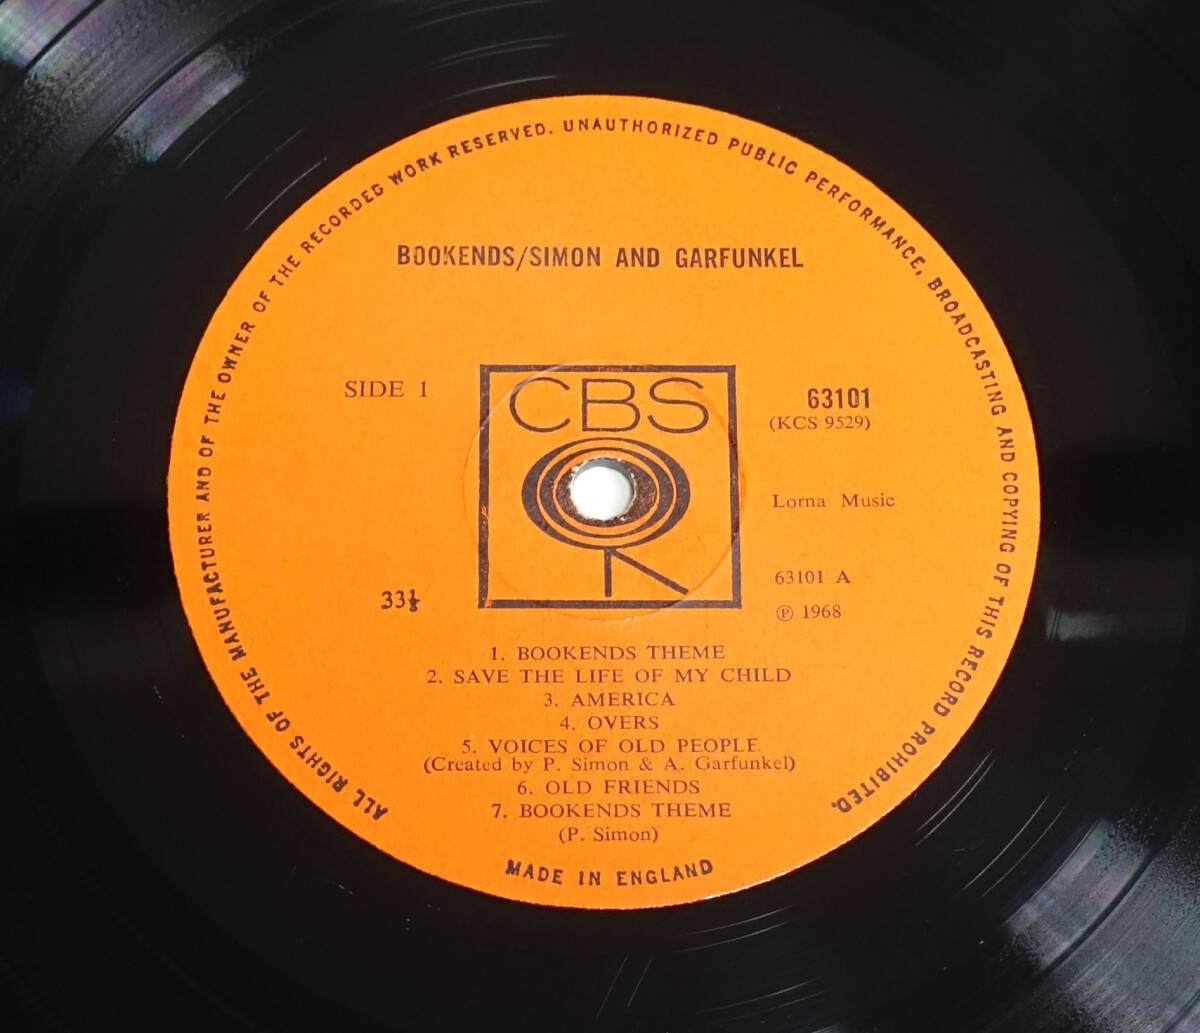 ALL RIGHTS OF THE MANUFACTURER AND OF THE OWNER OF THE RECORDED WORK RESERVED. UNAUTHORIZED PUBLIC PERFORMANCE, BROADCASTING AND COPYING OF THIS RECORD PROHIBITED.
BOOKENDS/SIMON AND GARFUNKEL
SIDE 1
CBS
63101
(KCS 9529)
Lorna Music
33⅓
63101 A
℗ 1968
1. BOOKENDS THEME
2. SAVE THE LIFE OF MY CHILD
3. AMERICA
4. OVERS
5. VOICES OF OLD PEOPLE
(Created by P. Simon & A. Garfunkel)
6. OLD FRIENDS
7. BOOKENDS THEME
(P. Simon)
MADE IN ENGLAND